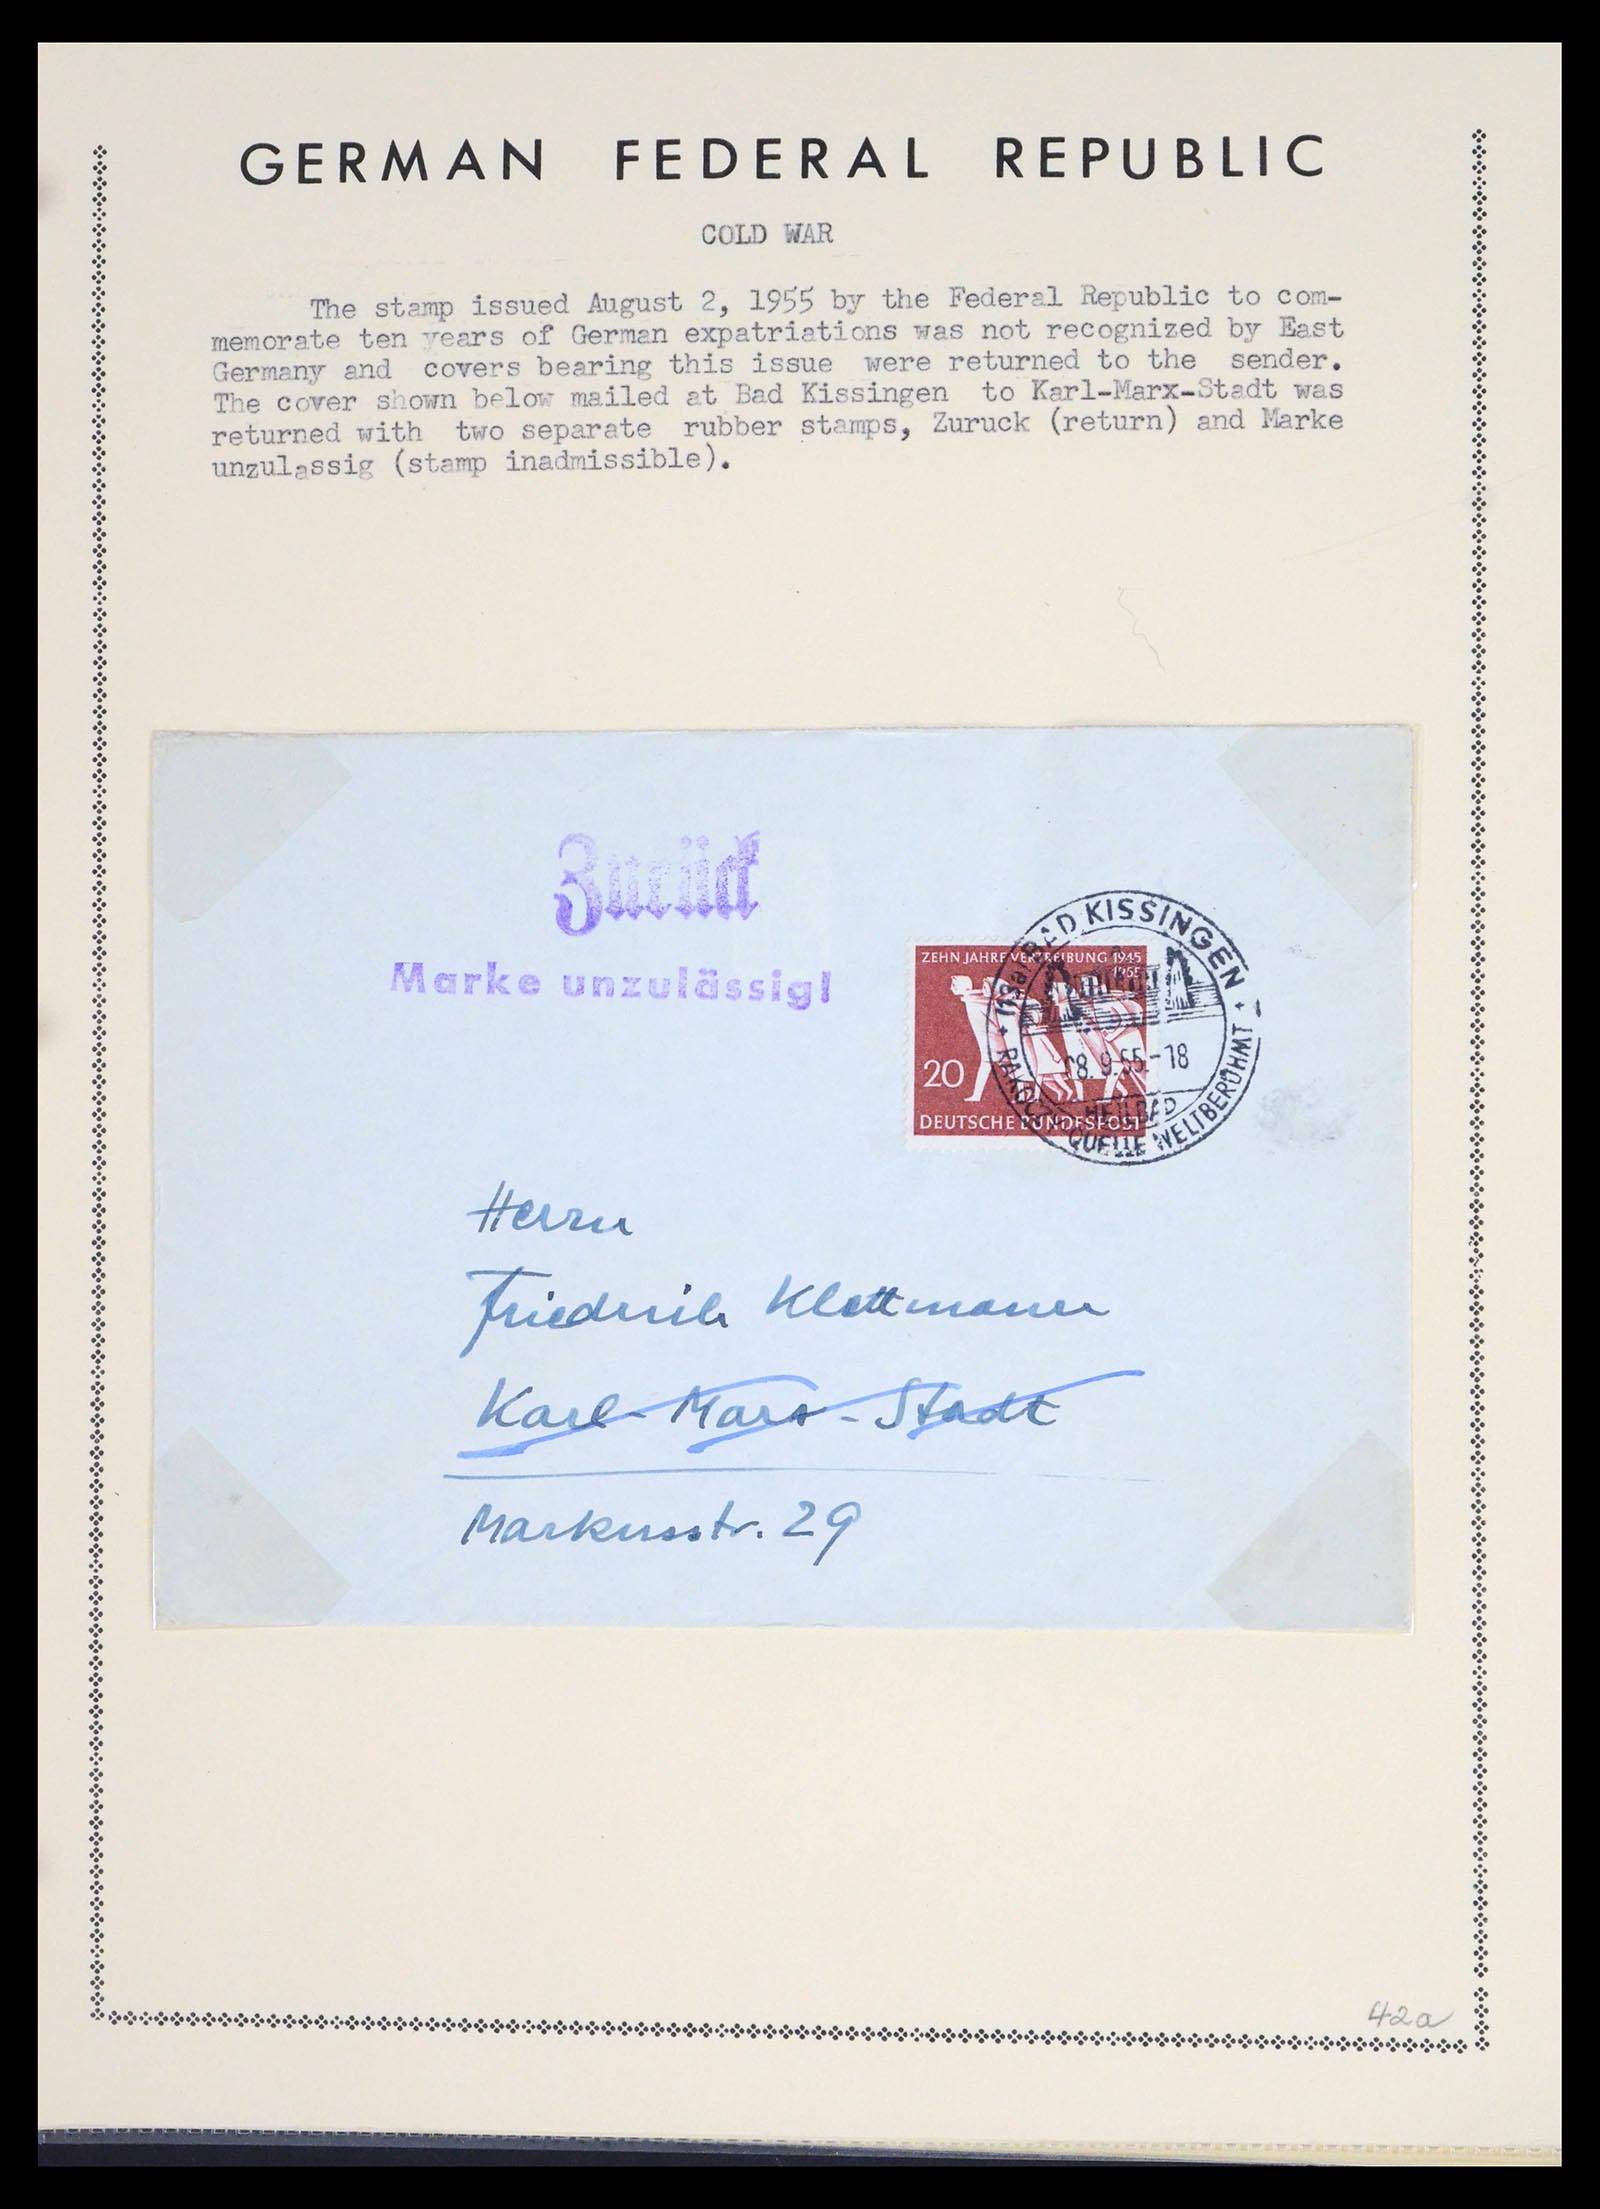 GERMAN FEDERAL REPUBLIC
COLD WAR
The stamp issued August 2, 1955 by the Federal Republic to com-
memorate ten years of German expatriations was not recognized by East
Germany and covers bearing this issue were returned to the sender.
The cover shown below mailed at Bad Kissingen to Karl-Marx-Stadt was
returned with two separate rubber stamps, Zuruck (return) and Marke
unzulassig (stamp inadmissible).
Zurück
Marke unzulässig!
ZEHN JAHRE VERTREIBUNG 1945
1955
20
DEUTSCHE BUNDESPOST
BAD KISSINGEN
8.9.55.-18
HEILBAD
RAKOCZY-QUELLE WELTBERÜHMT
Herrn
Friedrich Klettmann
Karl-Marx-Stadt
Markusstr. 29
42a